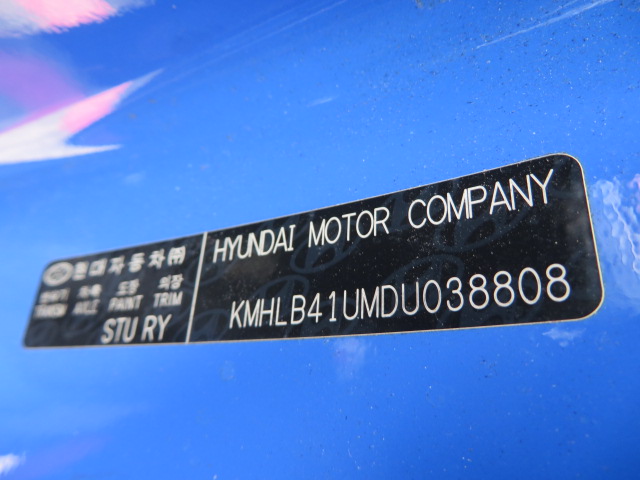 현대자동차㈜
변속기 차축 도장 의장
TRANSM AXLE PAINT TRIM
STU RY
HYUNDAI MOTOR COMPANY
KMHLB41UMDU038808